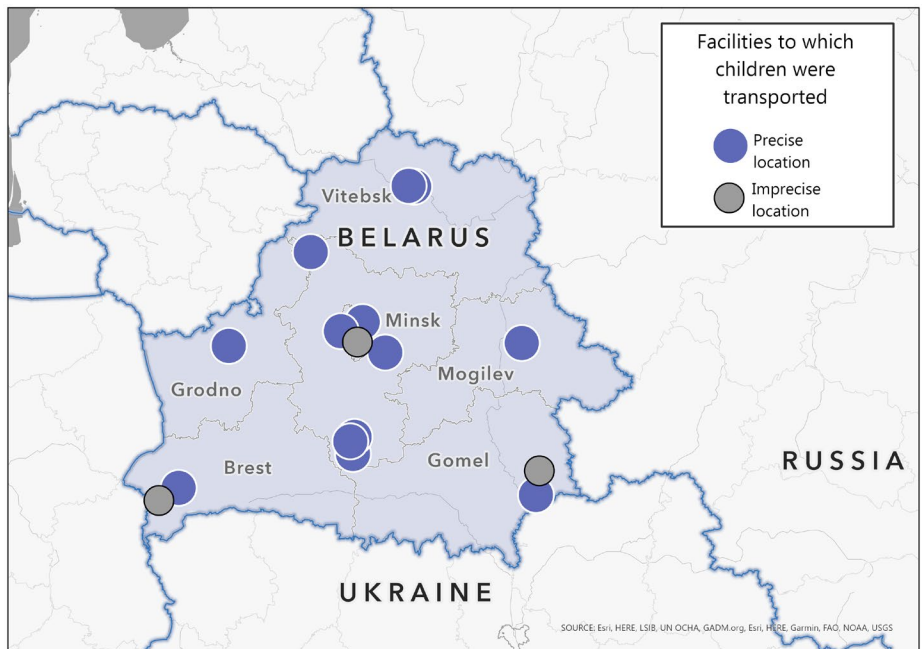 Facilities to which
children were
transported
Precise
location
Imprecise
location
Vitebsk
BELARUS
Minsk
Grodno
Mogilev
Brest
Gomel
RUSSIA
UKRAINE
SOURCE: Esri, HERE, LSIB, UN OCHA, GADM.org, Esri, HERE, Garmin, FAO, NOAA, USGS